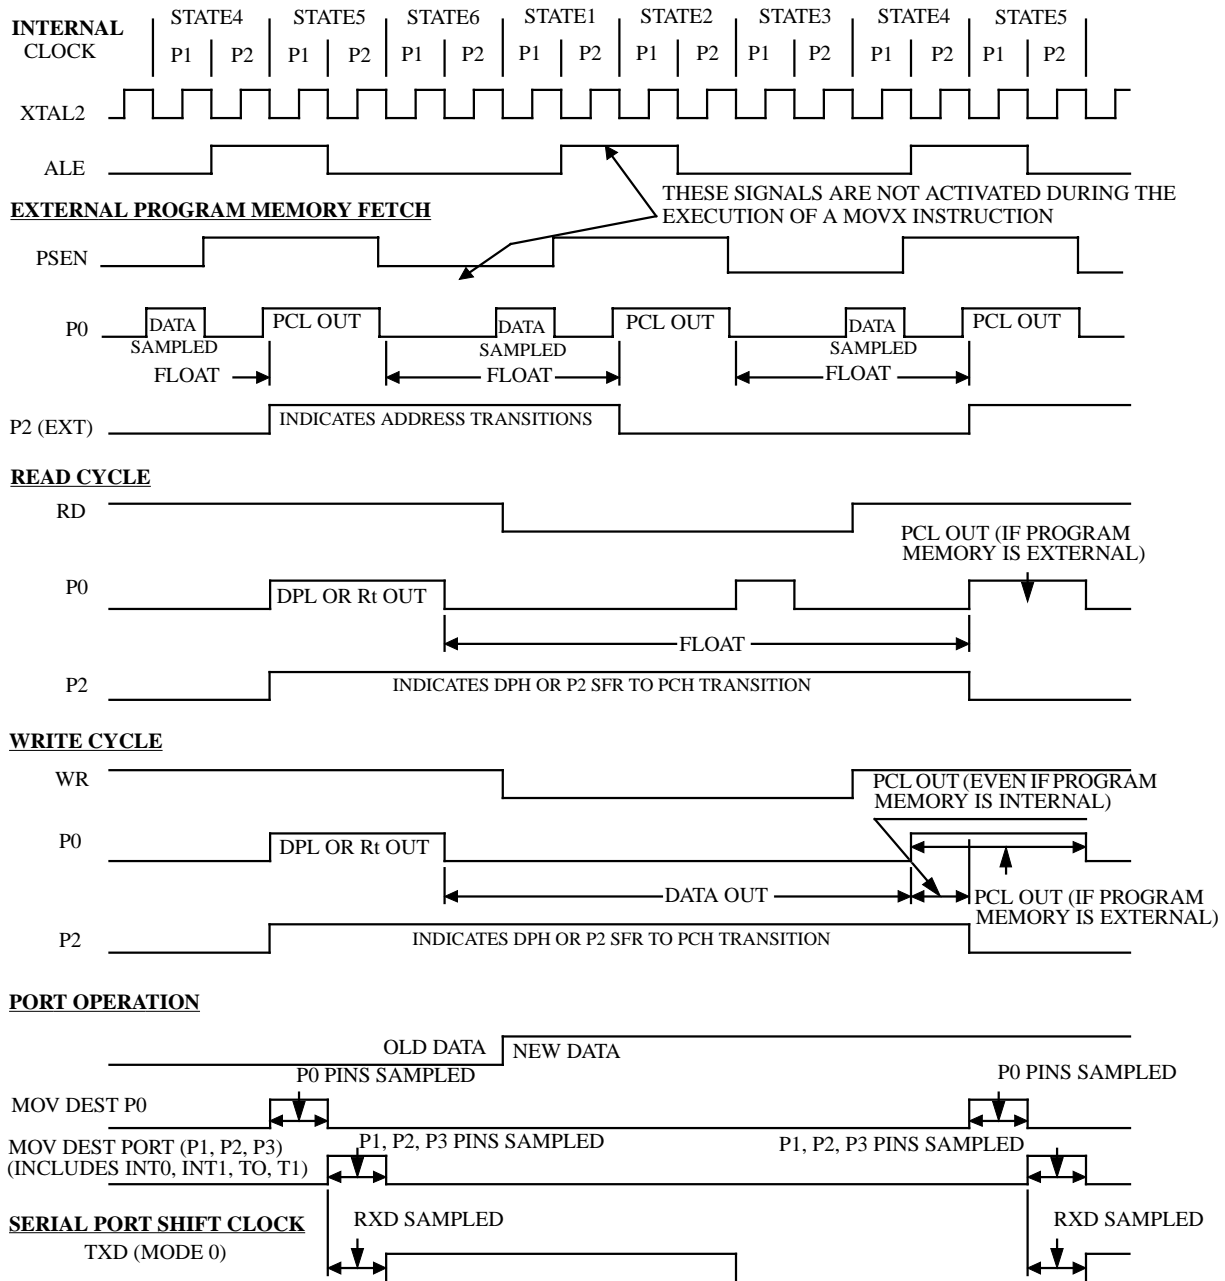 INTERNAL
CLOCK
STATE4 STATE5 STATE6 STATE1 STATE2 STATE3 STATE4 STATE5
P1 P2 P1 P2 P1 P2 P1 P2 P1 P2 P1 P2 P1 P2 P1 P2
XTAL2
ALE
THESE SIGNALS ARE NOT ACTIVATED DURING THE
EXECUTION OF A MOVX INSTRUCTION
EXTERNAL PROGRAM MEMORY FETCH
PSEN
P0
DATA PCL OUT DATA PCL OUT DATA PCL OUT
SAMPLED SAMPLED SAMPLED
FLOAT FLOAT FLOAT
P2 (EXT)
INDICATES ADDRESS TRANSITIONS
READ CYCLE
RD
PCL OUT (IF PROGRAM
MEMORY IS EXTERNAL)
P0
DPL OR Rt OUT
FLOAT
P2
INDICATES DPH OR P2 SFR TO PCH TRANSITION
WRITE CYCLE
WR
PCL OUT (EVEN IF PROGRAM
MEMORY IS INTERNAL)
P0
DPL OR Rt OUT
DATA OUT
PCL OUT (IF PROGRAM
MEMORY IS EXTERNAL)
P2
INDICATES DPH OR P2 SFR TO PCH TRANSITION
PORT OPERATION
OLD DATA NEW DATA
P0 PINS SAMPLED P0 PINS SAMPLED
MOV DEST P0
MOV DEST PORT (P1, P2, P3)
(INCLUDES INT0, INT1, TO, T1)
P1, P2, P3 PINS SAMPLED P1, P2, P3 PINS SAMPLED
SERIAL PORT SHIFT CLOCK
RXD SAMPLED RXD SAMPLED
TXD (MODE 0)